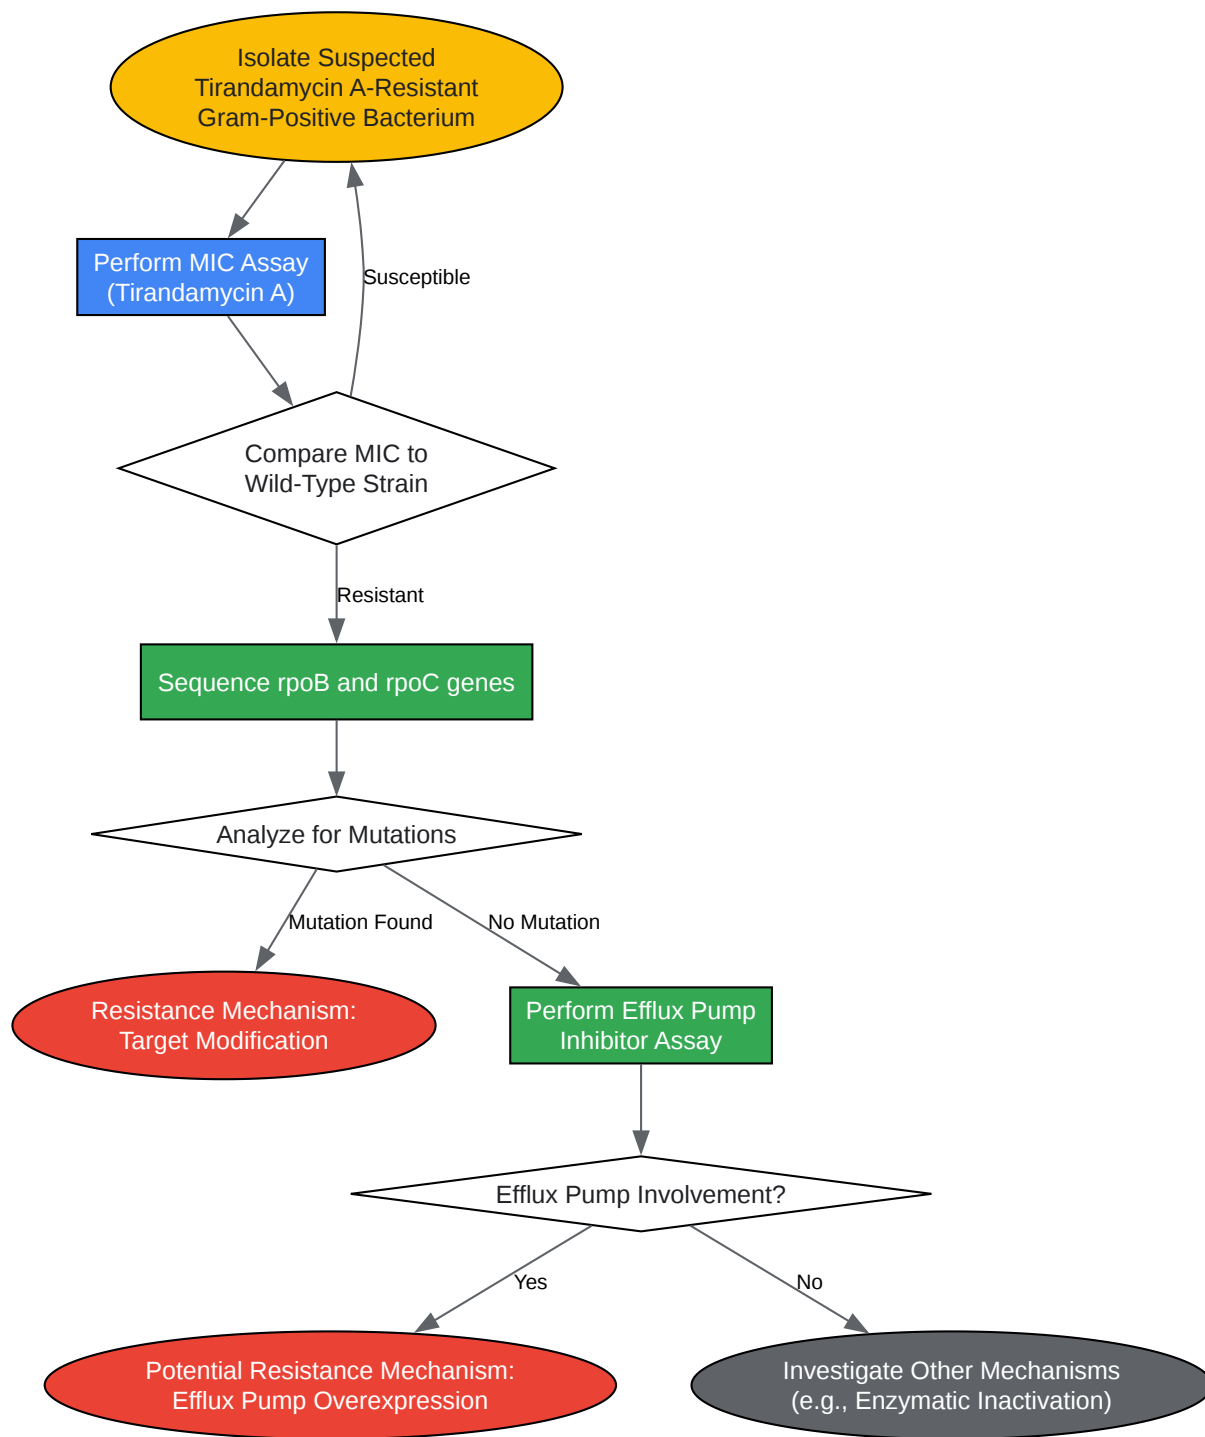 Isolate Suspected
Tirandamycin A-Resistant
Gram-Positive Bacterium
Perform MIC Assay
(Tirandamycin A)
Susceptible
Compare MIC to
Wild-Type Strain
Resistant
Sequence rpoB and rpoC genes
Analyze for Mutations
Mutation Found
No Mutation
Resistance Mechanism:
Target Modification
Perform Efflux Pump
Inhibitor Assay
Efflux Pump Involvement?
Yes
No
Potential Resistance Mechanism:
Efflux Pump Overexpression
Investigate Other Mechanisms
(e.g., Enzymatic Inactivation)